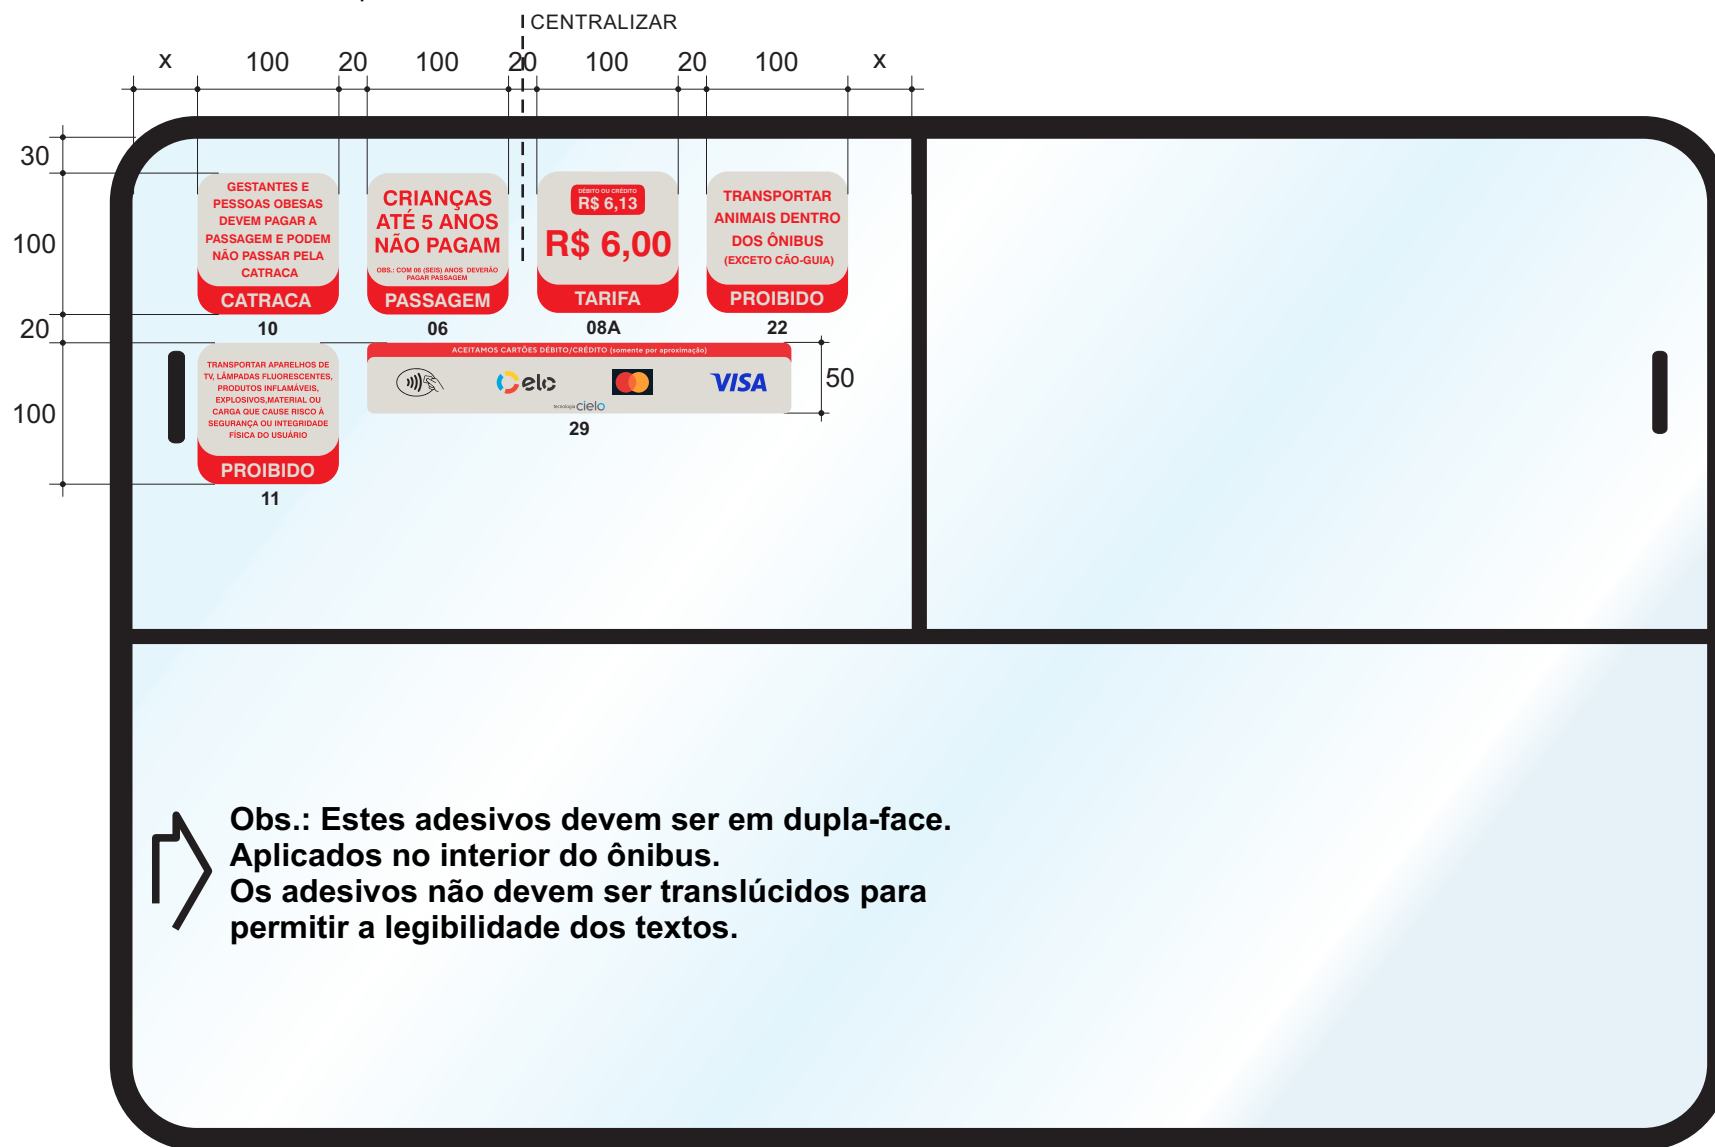 CENTRALIZAR
x 100 20 100 20 100 20 100 x
30
100
20
100
50
GESTANTES E
PESSOAS OBESAS
DEVEM PAGAR A
PASSAGEM E PODEM
NÃO PASSAR PELA
CATRACA
CATRACA
10
CRIANÇAS
ATÉ 5 ANOS
NÃO PAGAM
OBS.: COM 06 (SEIS) ANOS DEVERÃO
PAGAR PASSAGEM
PASSAGEM
06
DÉBITO OU CRÉDITO
R$ 6,13
R$ 6,00
TARIFA
08A
TRANSPORTAR
ANIMAIS DENTRO
DOS ÔNIBUS
(EXCETO CÃO-GUIA)
PROIBIDO
22
TRANSPORTAR APARELHOS DE
TV, LÂMPADAS FLUORESCENTES,
PRODUTOS INFLAMÁVEIS,
EXPLOSIVOS,MATERIAL OU
CARGA QUE CAUSE RISCO À
SEGURANÇA OU INTEGRIDADE
FÍSICA DO USUÁRIO
PROIBIDO
11
ACEITAMOS CARTÕES DÉBITO/CRÉDITO (somente por aproximação)
elo
VISA
tecnologia cielo
29
Obs.: Estes adesivos devem ser em dupla-face.
Aplicados no interior do ônibus.
Os adesivos não devem ser translúcidos para
permitir a legibilidade dos textos.